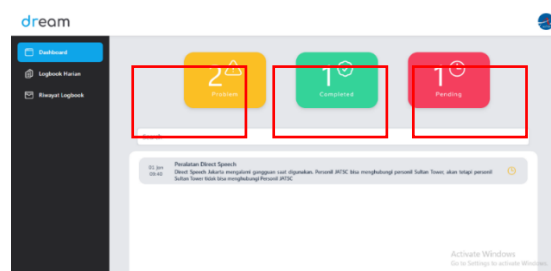 dream
Dashboard
Logbook Harian
Riwayat Logbook
2
Problem
1
Completed
1
Pending
01 Jan
09:40
Peralatan Direct Speech
Direct Speech Jakarta mengalami gangguan saat digunakan. Personil JATSC bisa menghubungi personil Sultan Tower, akan tetapi personil
Sultan Tower tidak bisa menghubungi Personil JATSC
Activate Windows
Go to Settings to activate Windows.